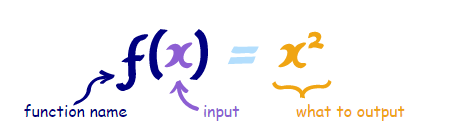 f(x) = x²
function name input what to output